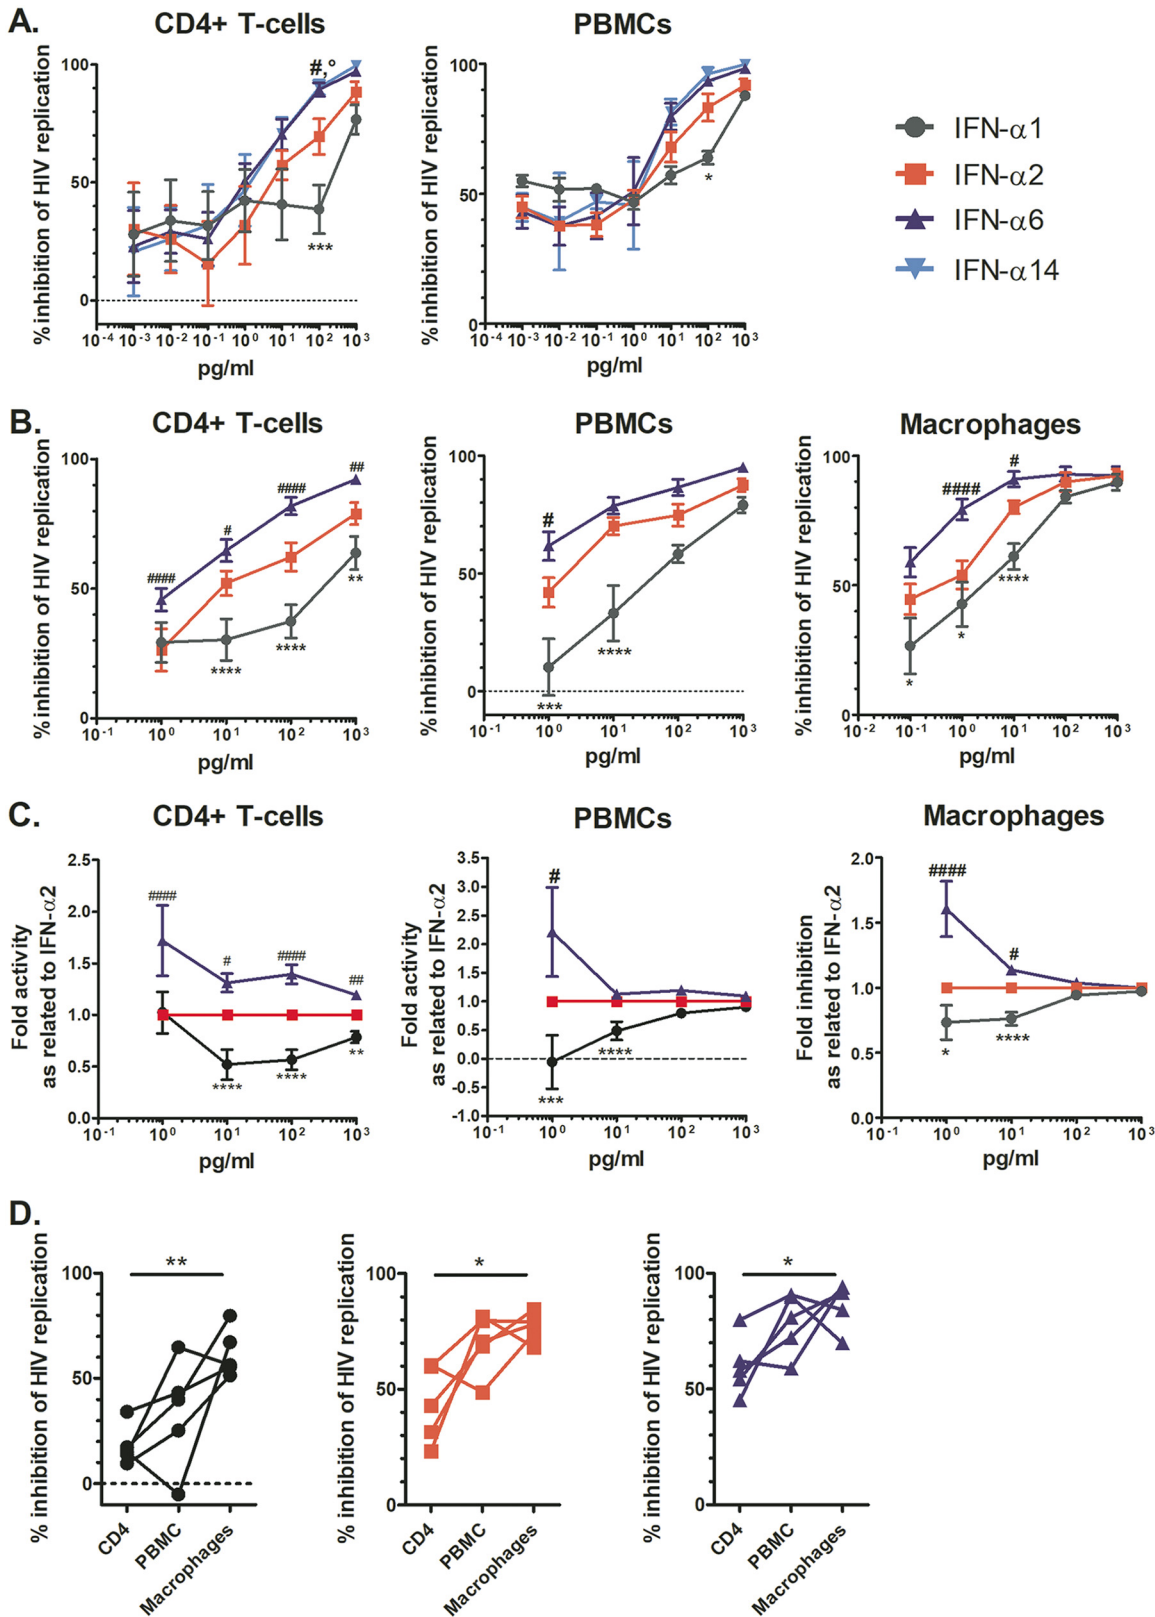 A.
CD4+ T-cells
PBMCs
% inhibition of HIV replication
100
50
0
#,°
***
10-4 10-3 10-2 10-1 100 101 102 103
pg/ml
% inhibition of HIV replication
100
50
0
*
10-4 10-3 10-2 10-1 100 101 102 103
pg/ml
IFN-α1
IFN-α2
IFN-α6
IFN-α14
B.
CD4+ T-cells
PBMCs
Macrophages
% inhibition of HIV replication
100
50
0
####
#
####
##
****
****
**
10-1 100 101 102 103
pg/ml
% inhibition of HIV replication
100
50
0
#
***
****
10-1 100 101 102 103
pg/ml
% inhibition of HIV replication
100
50
0
####
#
*
*
****
10-2 10-1 100 101 102 103
pg/ml
C.
CD4+ T-cells
PBMCs
Macrophages
Fold activity
as related to IFN-α2
2.5
2.0
1.5
1.0
0.5
0.0
####
#
####
##
****
****
**
10-1 100 101 102 103
pg/ml
Fold activity
as related to IFN-α2
3.5
3.0
2.5
2.0
1.5
1.0
0.5
0.0
-0.5
-1.0
#
***
****
10-1 100 101 102 103
pg/ml
Fold inhibition
as related to IFN-α2
2.0
1.5
1.0
0.5
0.0
####
#
*
****
10-1 100 101 102 103
pg/ml
D.
% inhibition of HIV replication
100
50
0
**
CD4
PBMC
Macrophages
% inhibition of HIV replication
100
50
0
*
CD4
PBMC
Macrophages
% inhibition of HIV replication
100
50
0
*
CD4
PBMC
Macrophages